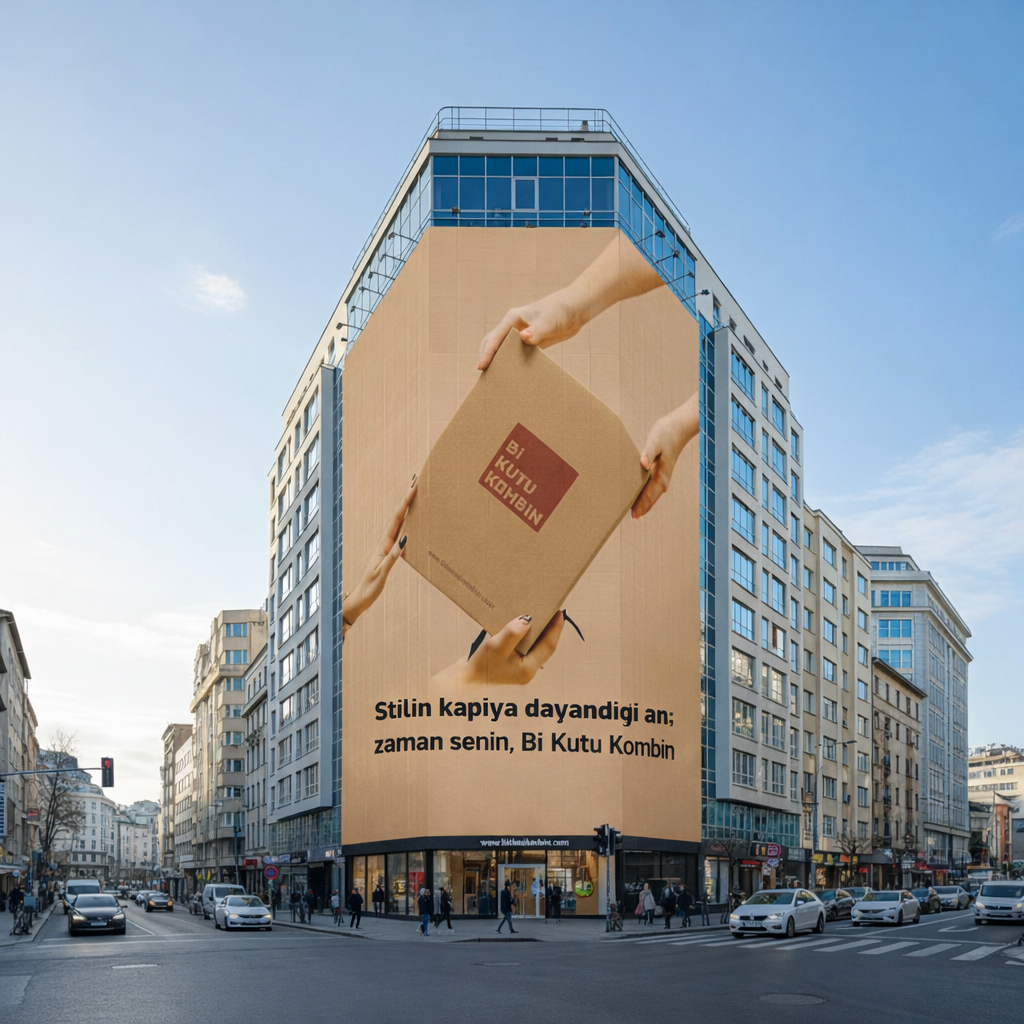 Bi
KUTU
KOMBIN
Stilin kapiya dayandigi an;
zaman senin, Bi Kutu Kombin